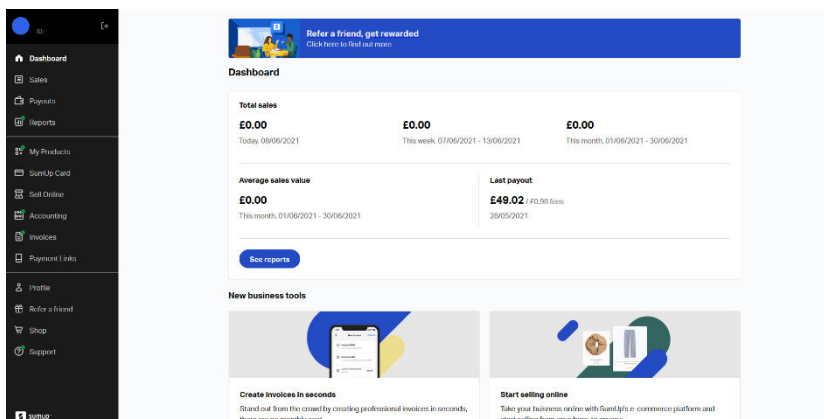 ID:
Dashboard
Sales
Payouts
Reports
My Products
SumUp Card
Sell Online
Accounting
Invoices
Payment Links
Profile
Refer a friend
Shop
Support
sumup
Refer a friend, get rewarded
Click here to find out more
Dashboard
Total sales
£0.00
Today, 08/06/2021
£0.00
This week, 07/06/2021 - 13/06/2021
£0.00
This month, 01/06/2021 - 30/06/2021
Average sales value
£0.00
This month, 01/06/2021 - 30/06/2021
Last payout
£49.02 / £0.98 fees
28/05/2021
See reports
New business tools
Create invoices in seconds
Stand out from the crowd by creating professional invoices in seconds,
Start selling online
Take your business online with SumUp's e-commerce platform and